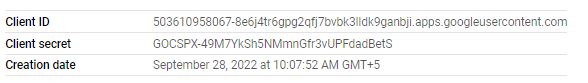 Client ID 503610958067-8e6j4tr6gpg2qfj7bvbk3lldk9ganbji.apps.googleusercontent.com
Client secret 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
Creation date September 28, 2022 at 10:07:52 AM GMT+5